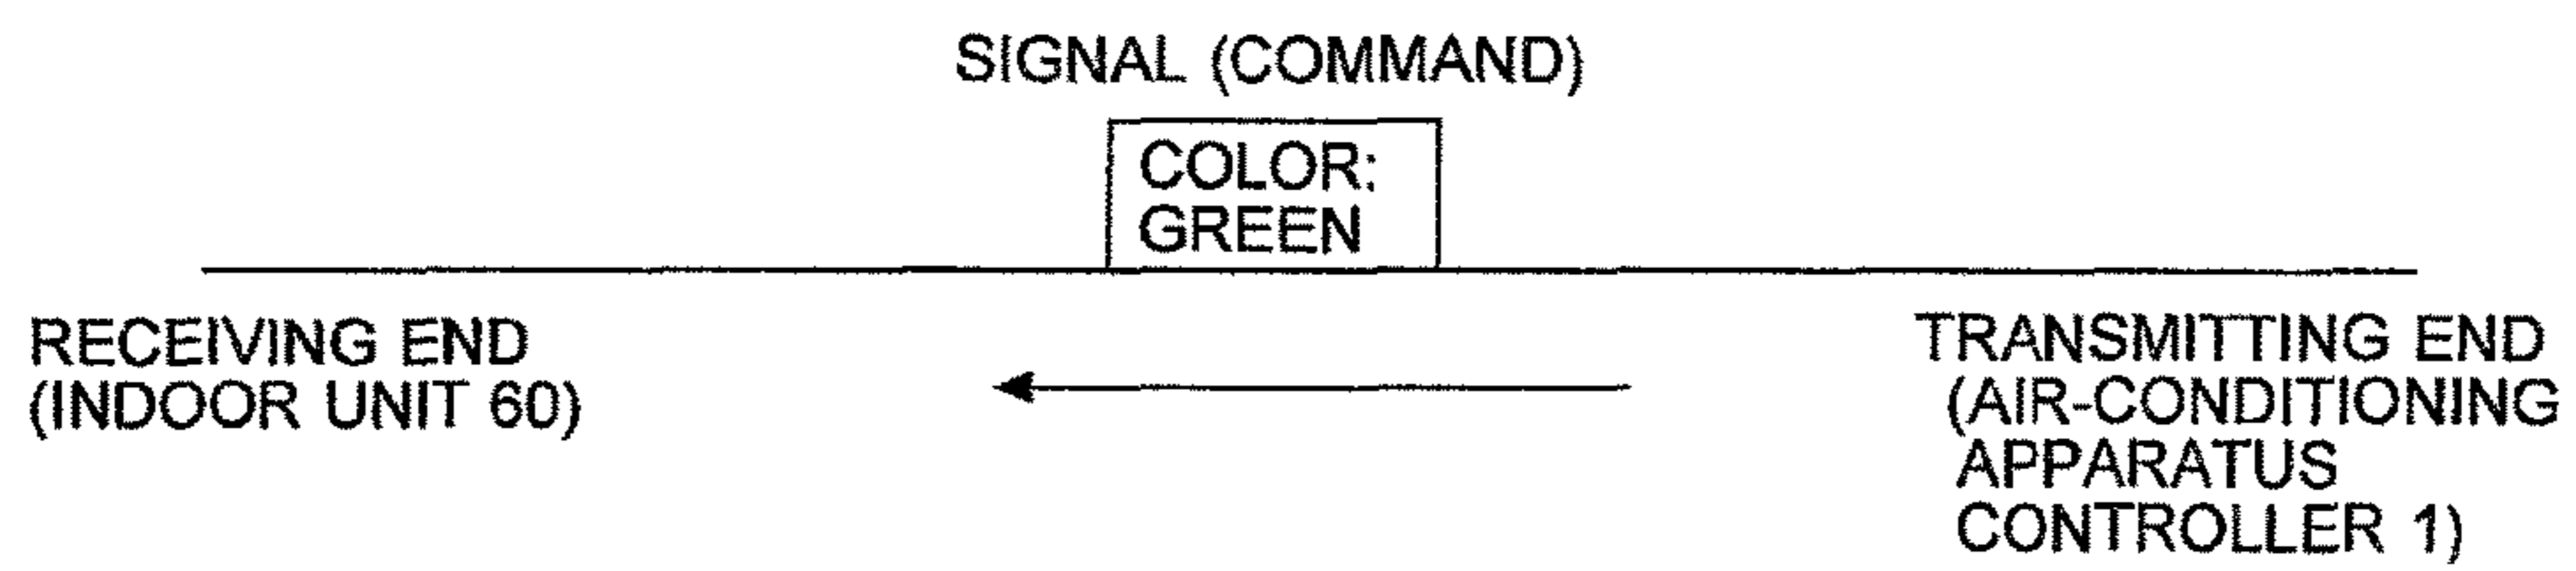 SIGNAL (COMMAND)
COLOR:
GREEN
RECEIVING END
(INDOOR UNIT 60)
TRANSMITTING END
(AIR-CONDITIONING
APPARATUS
CONTROLLER 1)